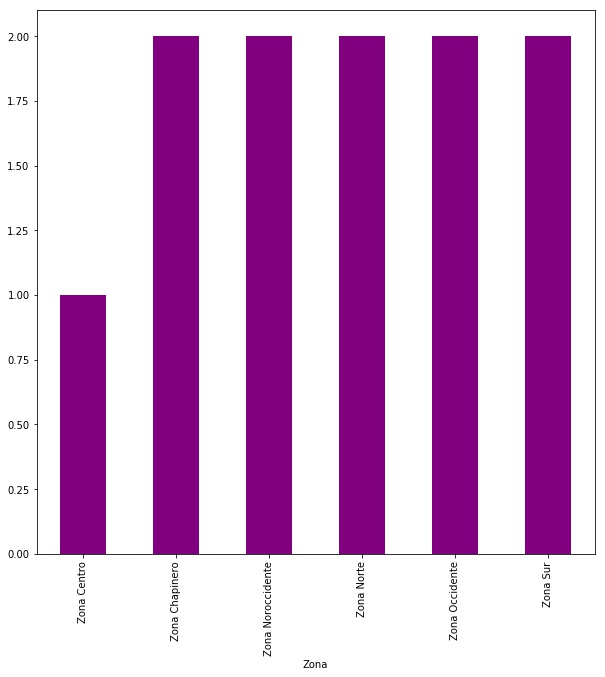 2.00
1.75
1.50
1.25
1.00
0.75
0.50
0.25
0.00
Zona Centro
Zona Chapinero
Zona Noroccidente
Zona Norte
Zona Occidente
Zona Sur
Zona